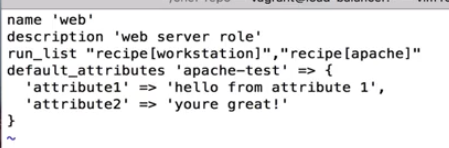 name 'web'
description 'web server role'
run_list "recipe[workstation]","recipe[apache]"
default_attributes 'apache-test' => {
  'attribute1' => 'hello from attribute 1',
  'attribute2' => 'youre great!'
}
~